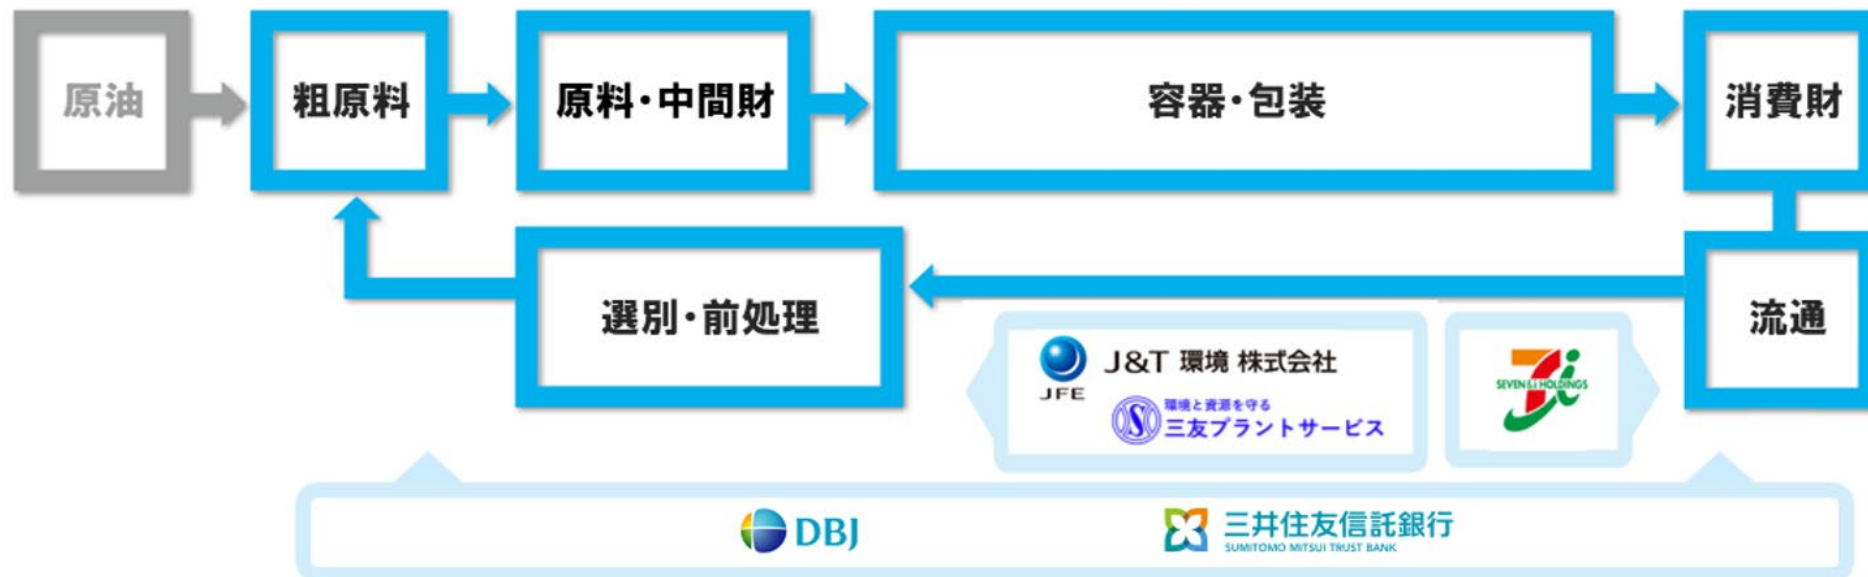 原油
粗原料
原料・中間財
容器・包装
消費財
選別・前処理
流通
JFE
J&T 環境 株式会社
環境と資源を守る
三友プラントサービス
SEVEN & i HOLDINGS
DBJ
三井住友信託銀行
SUMITOMO MITSUI TRUST BANK